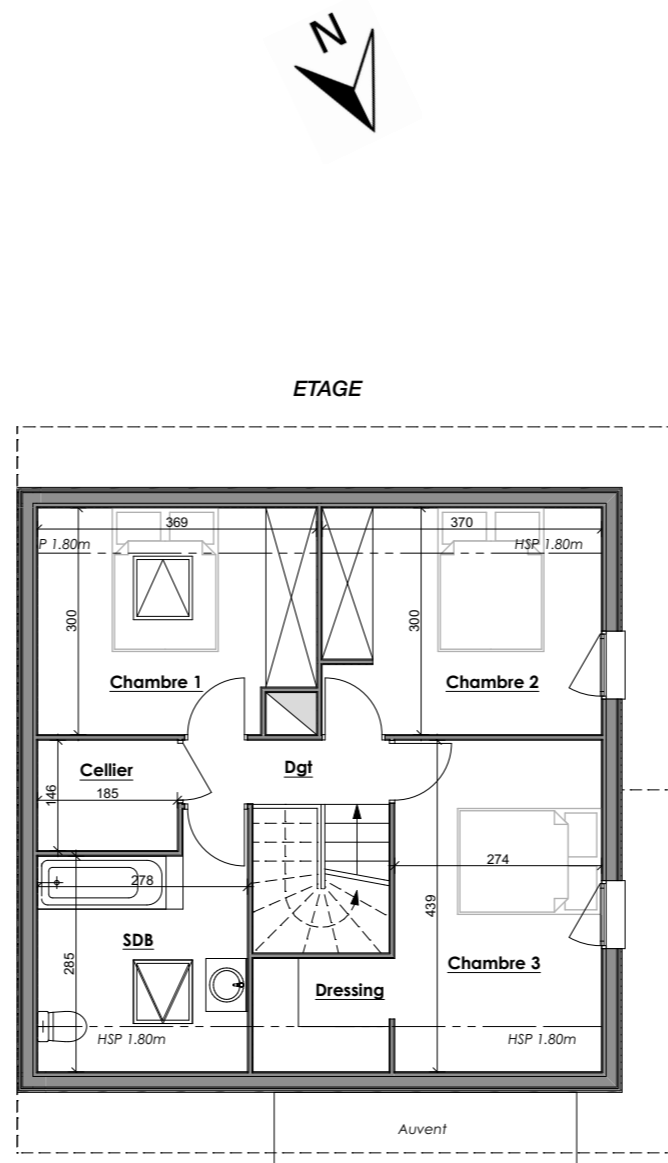 N
ETAGE
369
370
P 1.80m
HSP 1.80m
300
300
Chambre 1
Chambre 2
Cellier
Dgt
146
185
274
278
439
SDB
285
Chambre 3
Dressing
HSP 1.80m
HSP 1.80m
Auvent